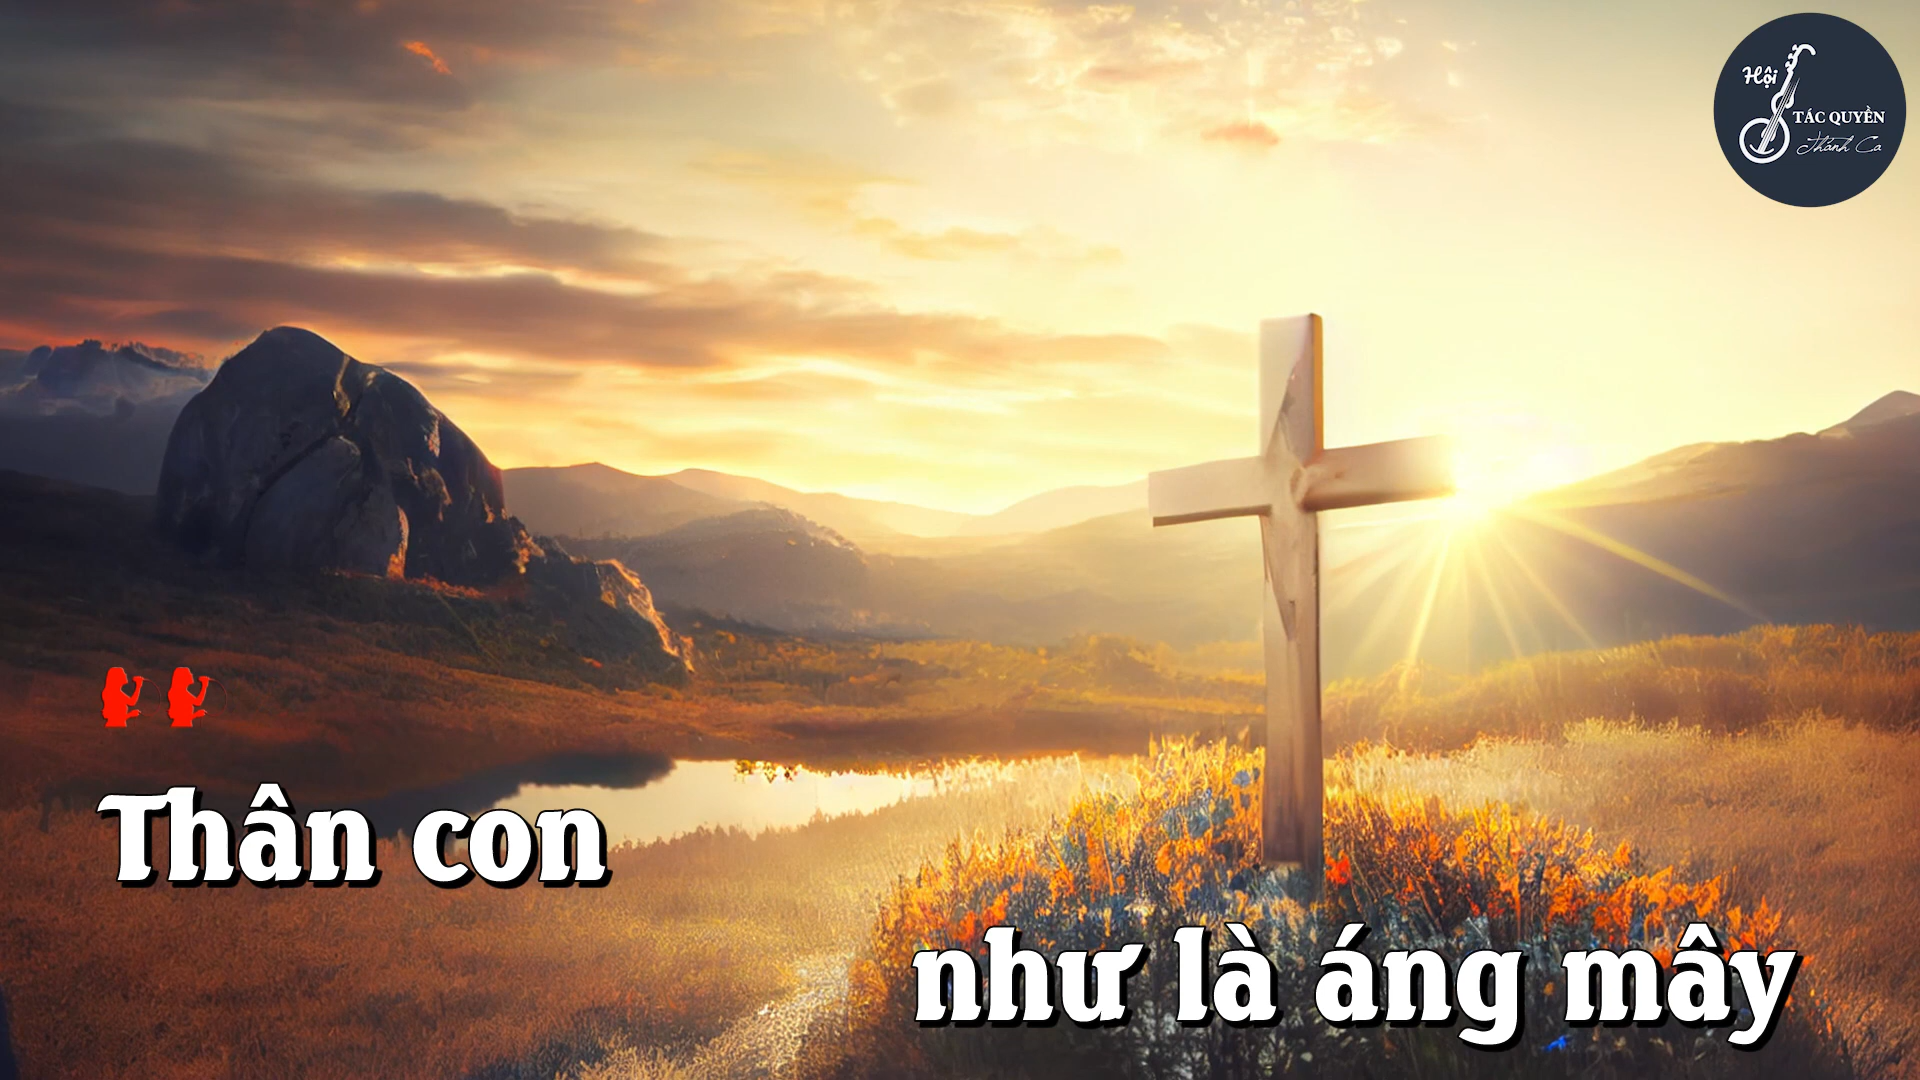 Hội
TÁC QUYỀN
Thánh Ca
Thân con
như là áng mây